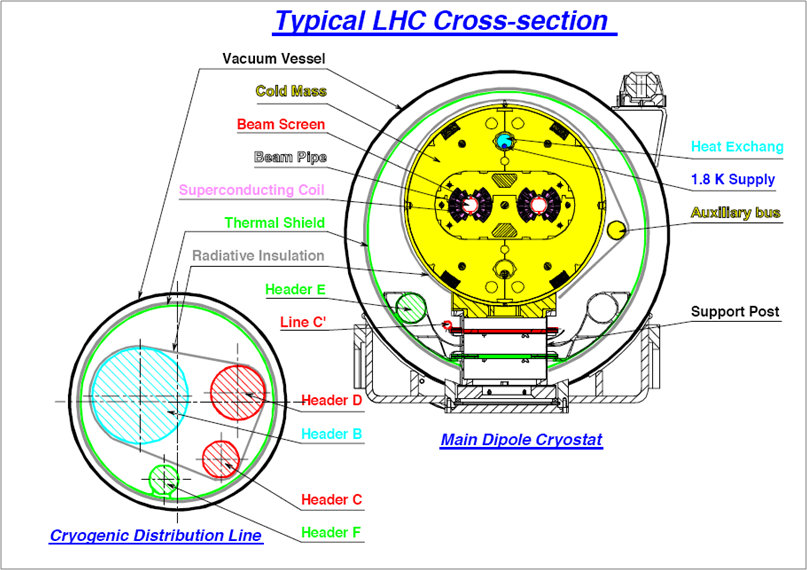 Typical LHC Cross-section
Vacuum Vessel
Cold Mass
Beam Screen
Beam Pipe
Superconducting Coil
Thermal Shield
Radiative Insulation
Header E
Line C'
Heat Exchang
1.8 K Supply
Auxiliary bus
Support Post
Main Dipole Cryostat
Header D
Header B
Header C
Header F
Cryogenic Distribution Line